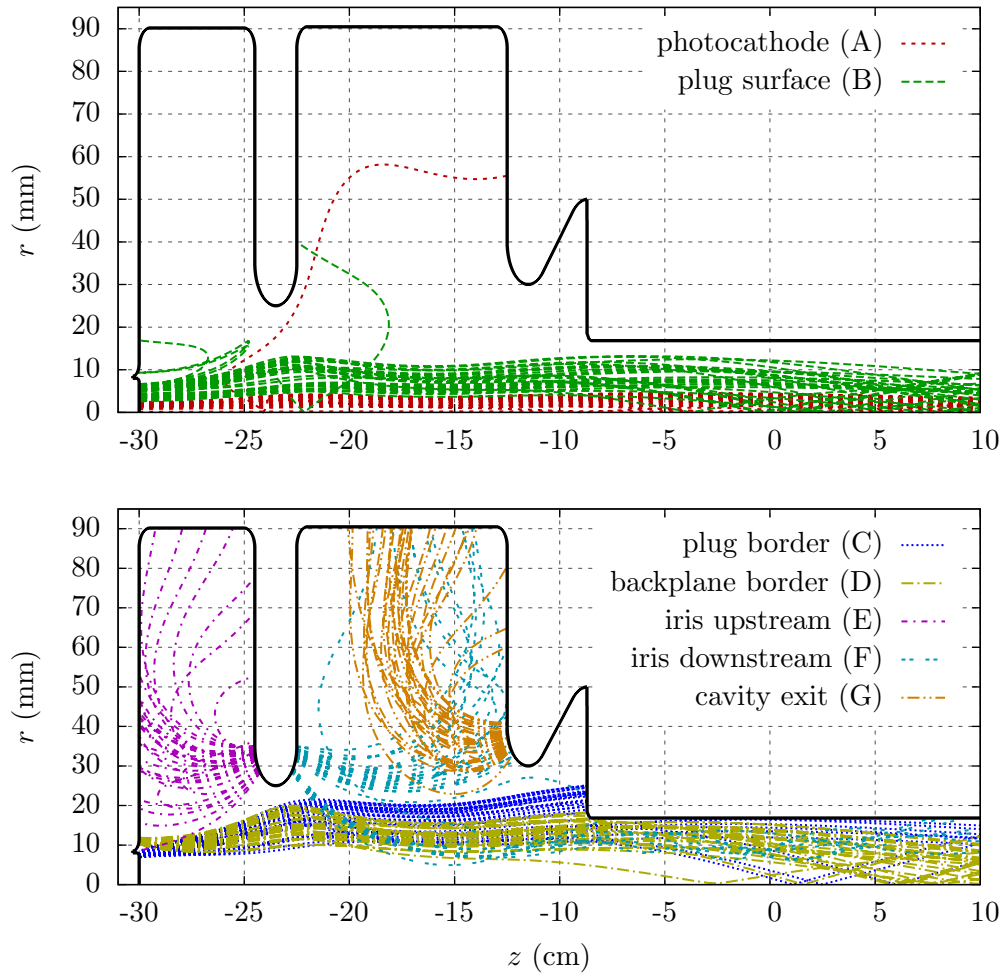 90
80
70
60
50
40
30
20
10
0
r (mm)
photocathode (A)
plug surface (B)
-30 -25 -20 -15 -10 -5 0 5 10
90
80
70
60
50
40
30
20
10
0
r (mm)
plug border (C)
backplane border (D)
iris upstream (E)
iris downstream (F)
cavity exit (G)
-30 -25 -20 -15 -10 -5 0 5 10
z (cm)